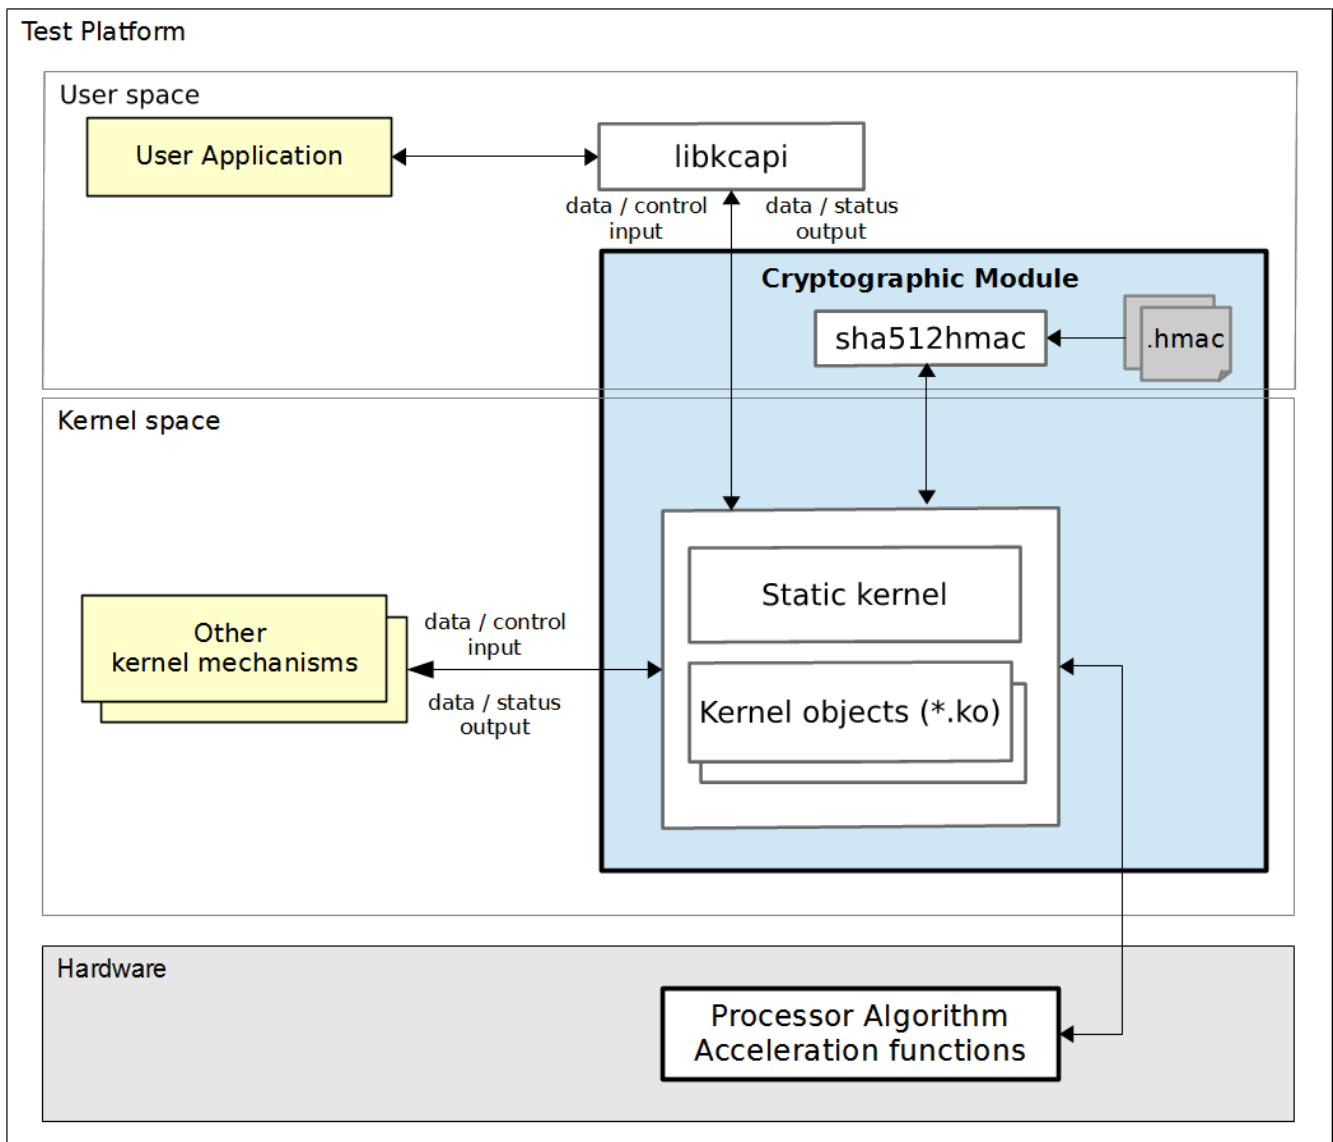 Test Platform
User space
User Application
libkcapi
data / control
input
data / status
output
Cryptographic Module
sha512hmac
.hmac
Kernel space
Static kernel
Other
kernel mechanisms
data / control
input
data / status
output
Kernel objects (*.ko)
Hardware
Processor Algorithm
Acceleration functions